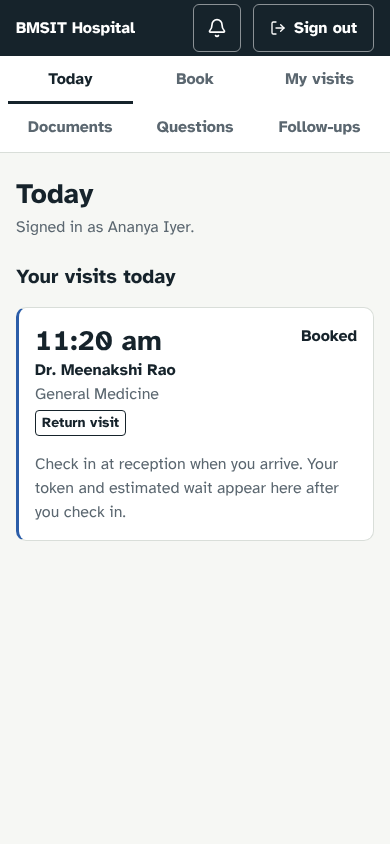 BMSIT Hospital
Sign out
Today
Book
My visits
Documents
Questions
Follow-ups
Today
Signed in as Ananya Iyer.
Your visits today
11:20 am
Booked
Dr. Meenakshi Rao
General Medicine
Return visit
Check in at reception when you arrive. Your
token and estimated wait appear here after
you check in.